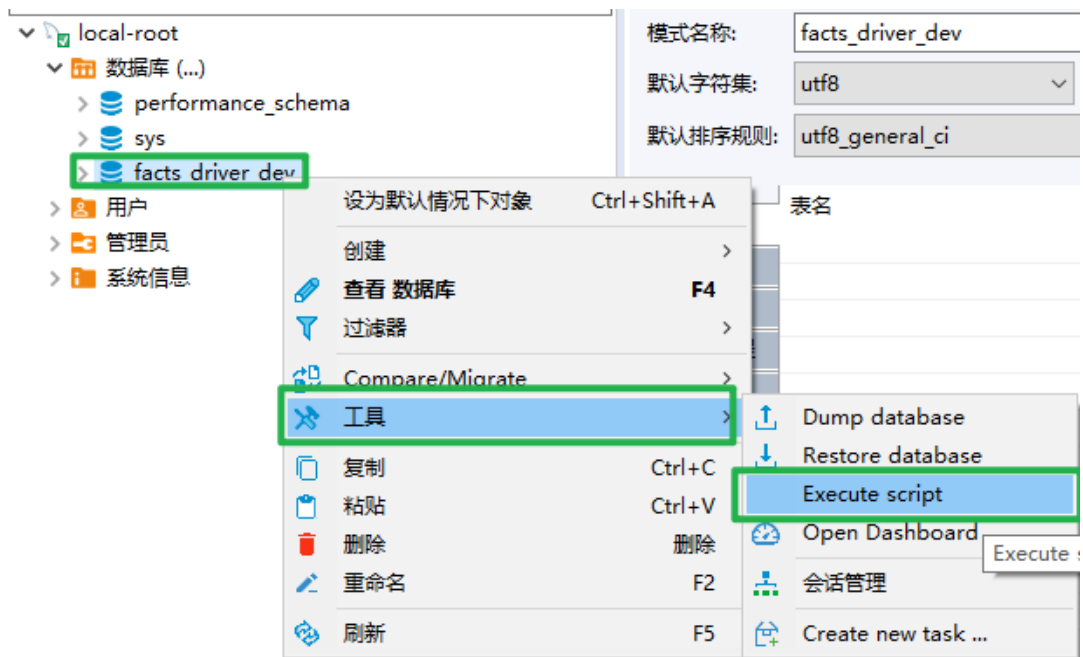 local-root
数据库 (...)
performance_schema
sys
facts_driver_dev
用户
管理员
系统信息
模式名称:
facts_driver_dev
默认字符集:
utf8
默认排序规则:
utf8_general_ci
表名
设为默认情况下对象 Ctrl+Shift+A
创建
查看 数据库 F4
过滤器
Compare/Migrate
工具
复制 Ctrl+C
粘贴 Ctrl+V
删除 删除
重命名 F2
刷新 F5
Dump database
Restore database
Execute script
Open Dashboard
Execute
会话管理
Create new task ...